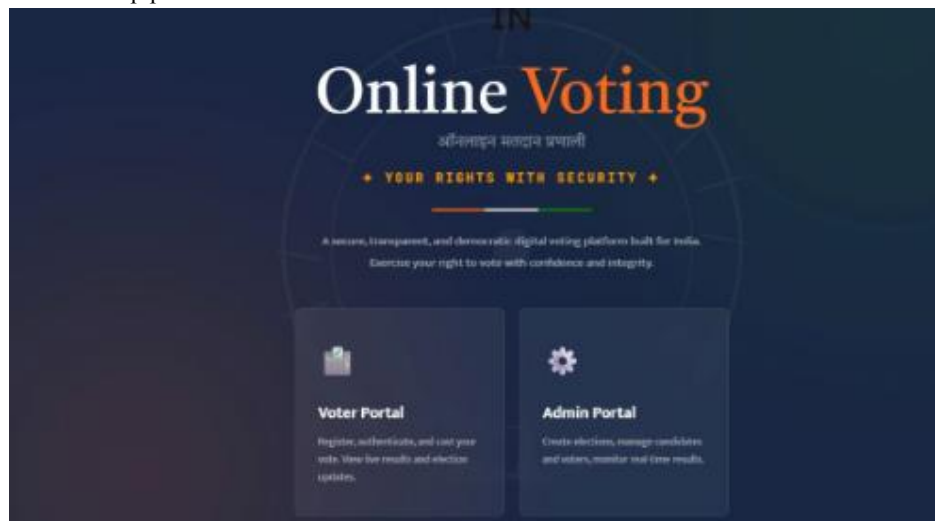 IN
Online Voting
ऑनलाइन मतदान प्रणाली
✦ YOUR RIGHTS WITH SECURITY ✦
A secure, transparent, and democratic digital voting platform built for India.
Exercise your right to vote with confidence and integrity.
Voter Portal
Register, authenticate, and cast your
vote. View live results and election
updates.
Admin Portal
Create elections, manage candidates
and voters, monitor real-time results.